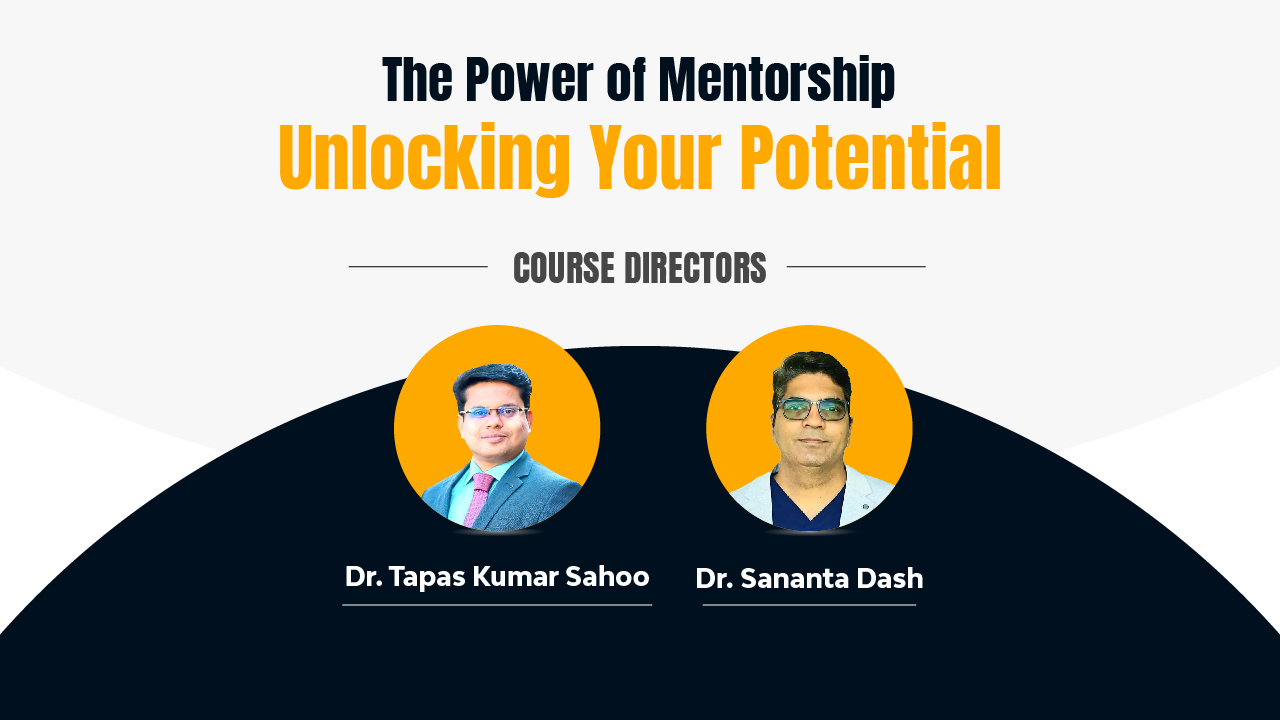 The Power of Mentorship
Unlocking Your Potential
COURSE DIRECTORS
Dr. Tapas Kumar Sahoo
Dr. Sananta Dash